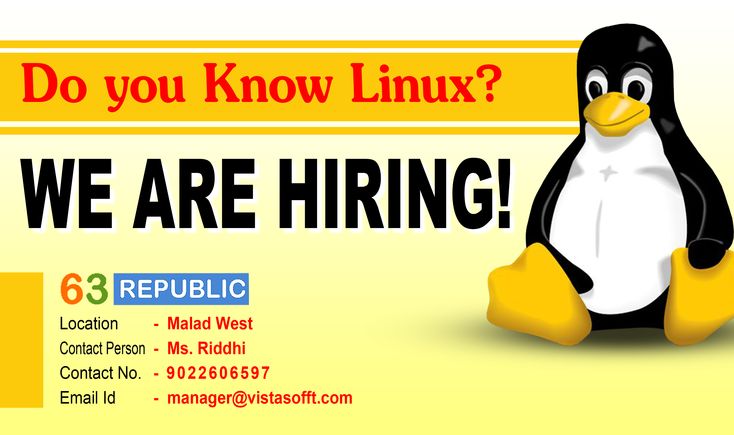 Do you Know Linux?
WE ARE HIRING!
63 REPUBLIC
Location - Malad West
Contact Person - Ms. Riddhi
Contact No. - 9022606597
Email Id - manager@vistasofft.com